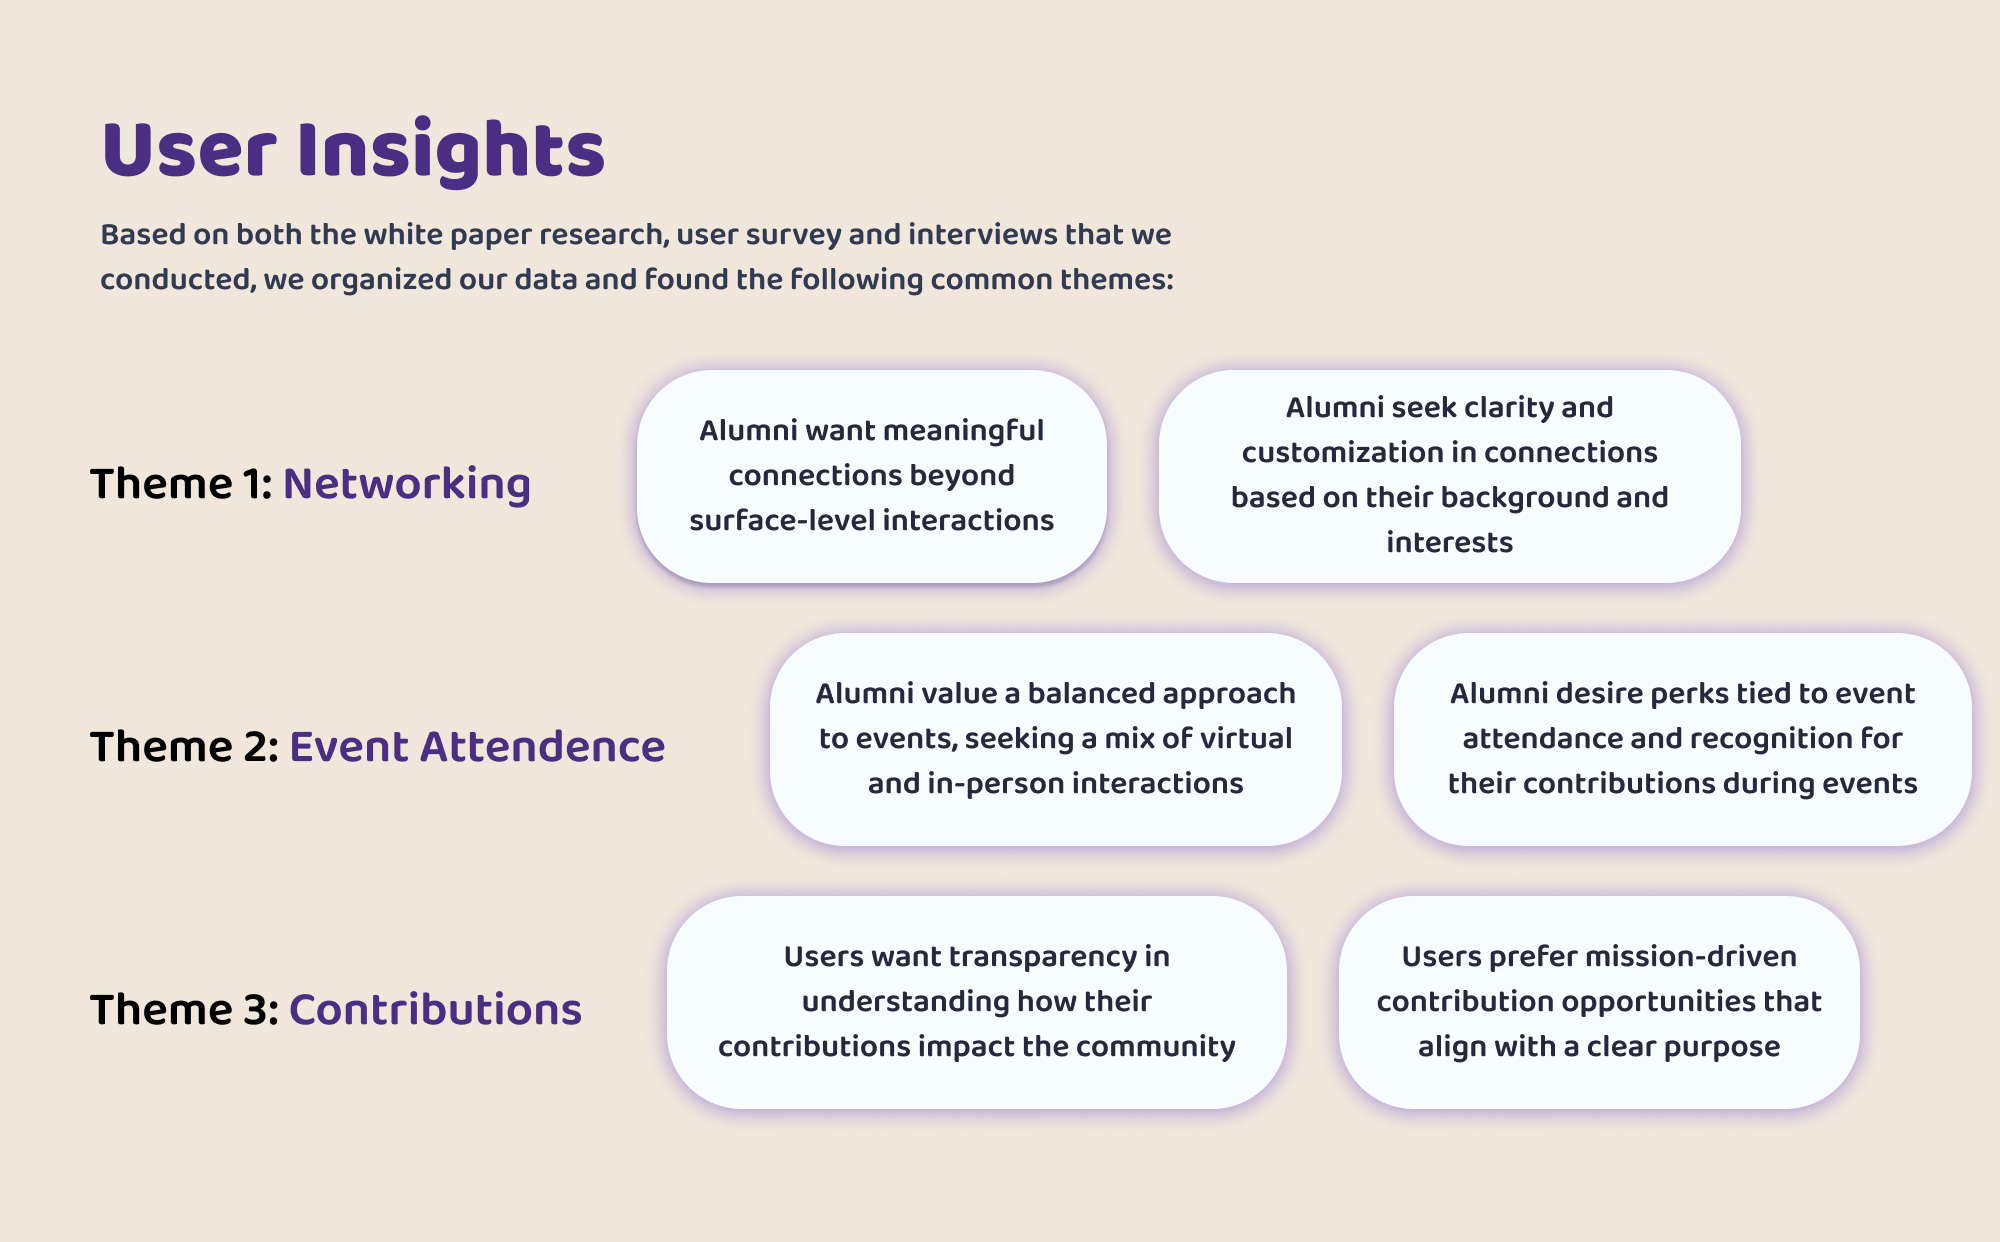 User Insights
Based on both the white paper research, user survey and interviews that we
conducted, we organized our data and found the following common themes:
Theme 1: Networking
Alumni want meaningful
connections beyond
surface-level interactions
Alumni seek clarity and
customization in connections
based on their background and
interests
Theme 2: Event Attendence
Alumni value a balanced approach
to events, seeking a mix of virtual
and in-person interactions
Alumni desire perks tied to event
attendance and recognition for
their contributions during events
Theme 3: Contributions
Users want transparency in
understanding how their
contributions impact the community
Users prefer mission-driven
contribution opportunities that
align with a clear purpose